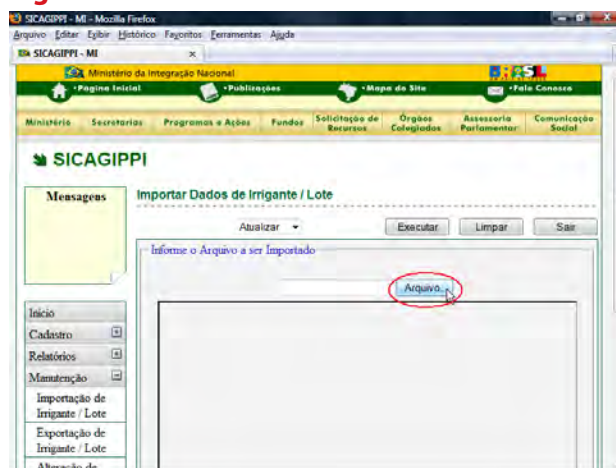 SICAGIPPI - MI - Mozilla Firefox
Arquivo Editar Exibir Histórico Favoritos Ferramentas Ajuda
SICAGIPPI - MI x
Ministério da Integração Nacional
•Página Inicial •Publicações •Mapa do Site •Fale Conosco
Ministério Secretarias Programas e Ações Fundos Solicitação de Recursos Órgãos Colegiados Assessoria Parlamentar Comunicação Social
SICAGIPPI
Mensagens
Importar Dados de Irrigante / Lote
Atualizar Executar Limpar Sair
Informe o Arquivo a ser Importado
Arquivo...
Início
Cadastro
Relatórios
Manutenção
Importação de
Irrigante / Lote
Exportação de
Irrigante / Lote
Alteração de